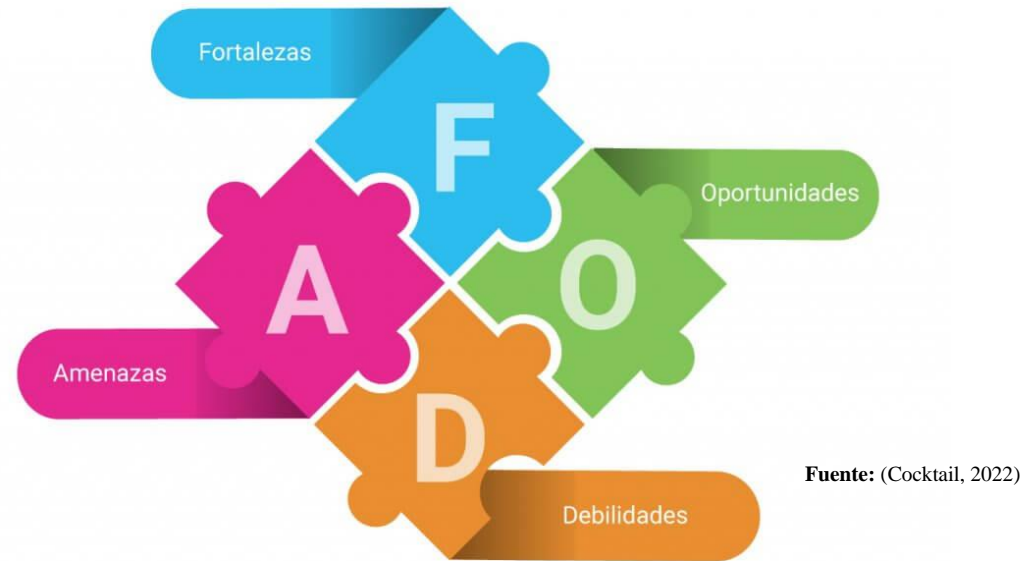 Fortalezas
F
Oportunidades
A
O
Amenazas
D
Fuente: (Cocktail, 2022)
Debilidades